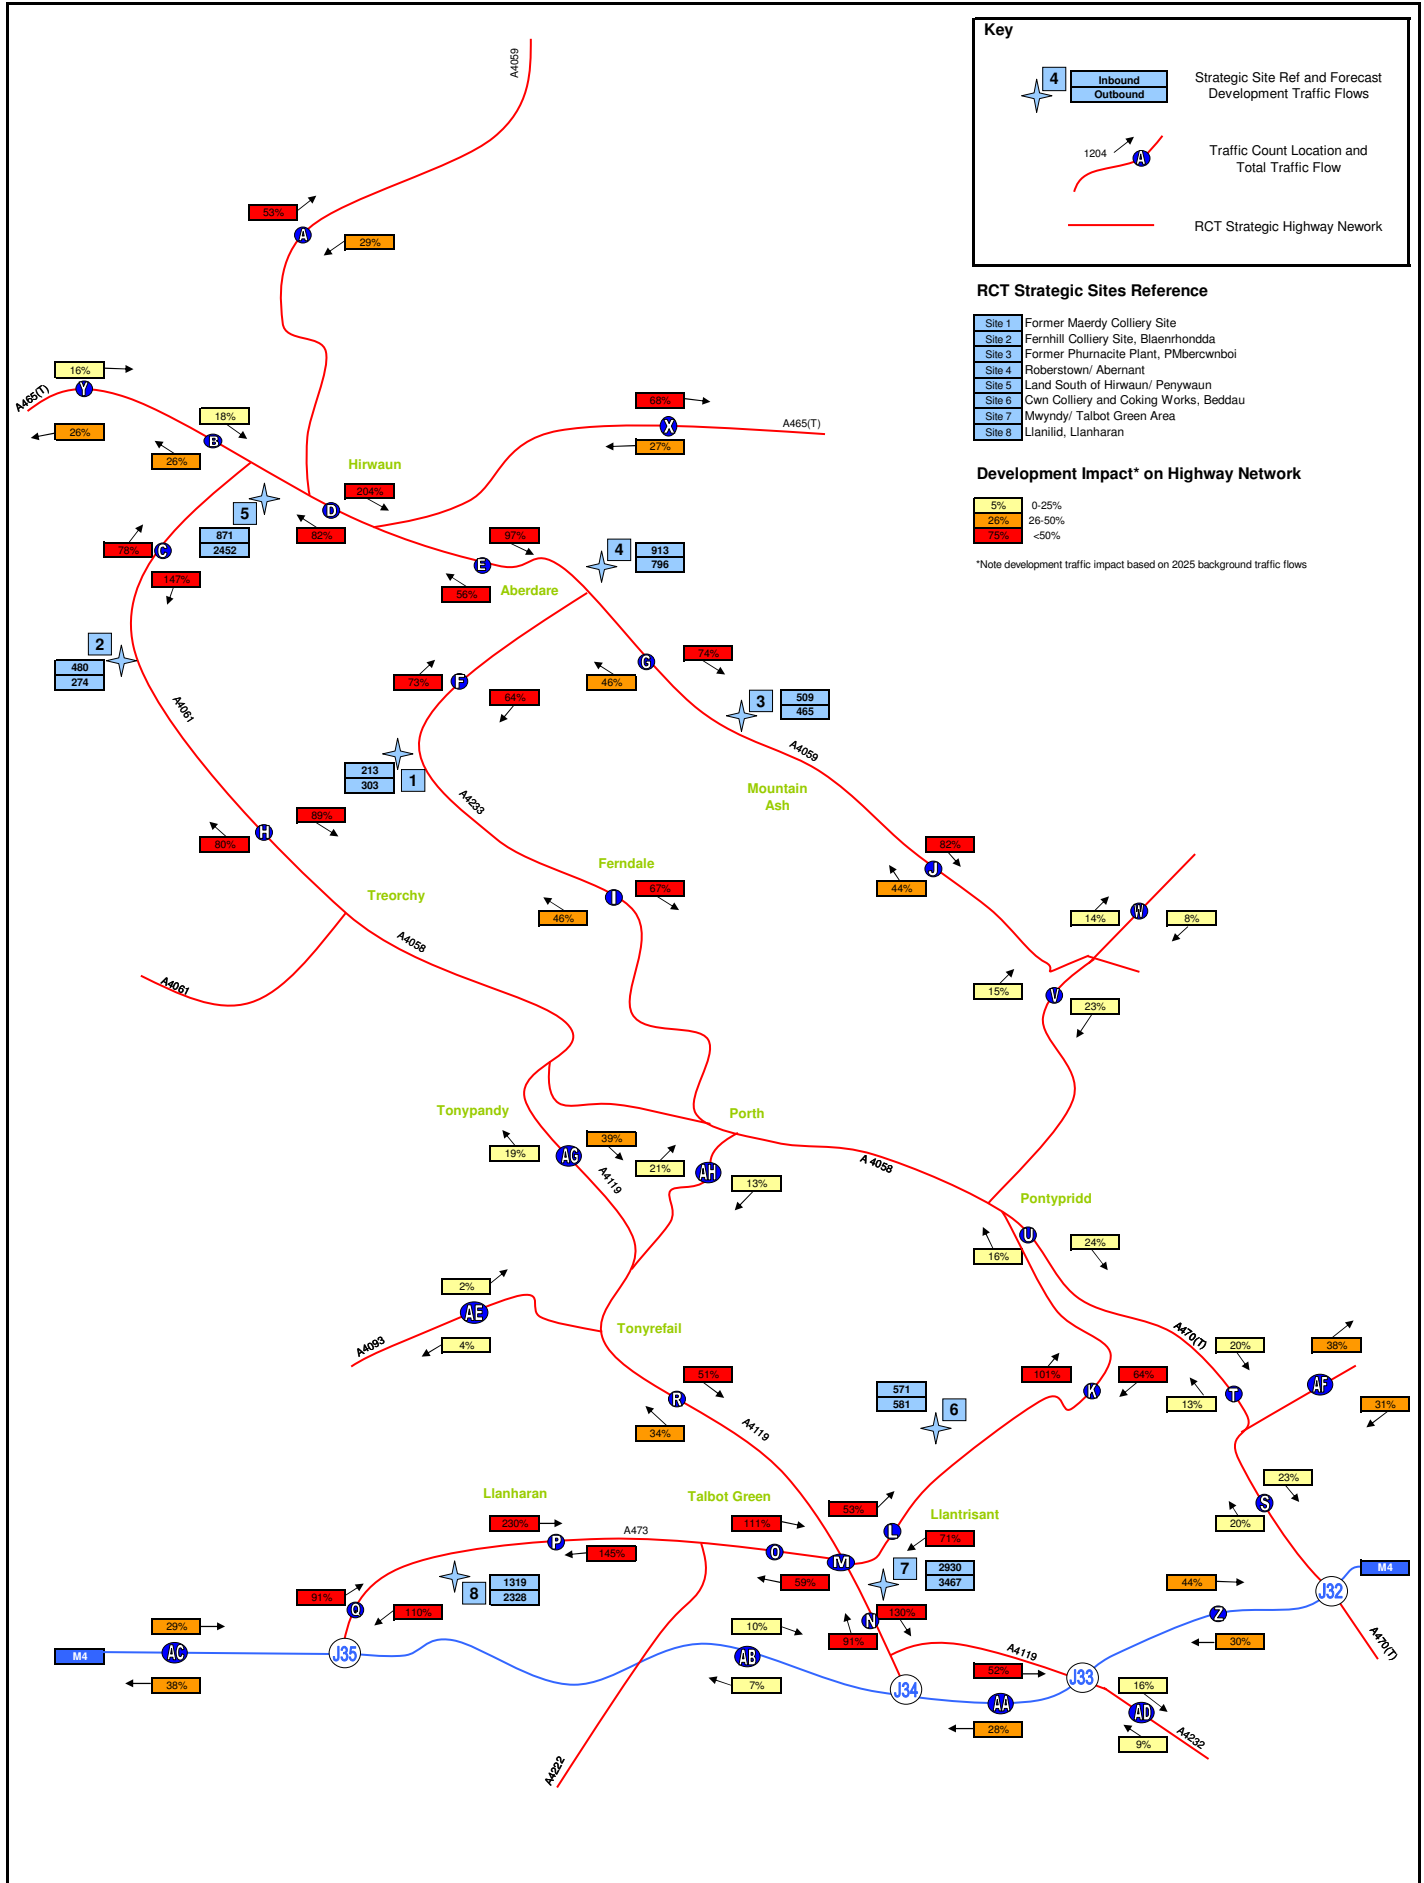 Key
4
Inbound
Outbound
Strategic Site Ref and Forecast
Development Traffic Flows
1204
A
Traffic Count Location and
Total Traffic Flow
RCT Strategic Highway Nework
RCT Strategic Sites Reference
Site 1 Former Maerdy Colliery Site
Site 2 Fernhill Colliery Site, Blaenrhondda
Site 3 Former Phurnacite Plant, PMbercwnboi
Site 4 Roberstown/ Abernant
Site 5 Land South of Hirwaun/ Penywaun
Site 6 Cwn Colliery and Coking Works, Beddau
Site 7 Mwyndy/ Talbot Green Area
Site 8 Llanilid, Llanharan
Development Impact* on Highway Network
5% 0-25%
26% 26-50%
75% <50%
*Note development traffic impact based on 2025 background traffic flows
A4059
53%
A
29%
16%
Y
A465(T)
26%
18%
B
26%
68%
X
A465(T)
27%
Hirwaun
204%
D
82%
5
871
2452
78%
C
147%
97%
E
56%
Aberdare
4
913
796
2
480
274
A4061
73%
F
64%
G
74%
46%
3
509
465
A4059
213
303
1
A4233
Mountain
Ash
89%
H
80%
Treorchy
Ferndale
67%
I
46%
82%
J
44%
14%
W
8%
A4058
A4061
15%
V
23%
Tonypandy
Porth
19%
AG
39%
21%
AH
13%
A4119
A 4058
Pontypridd
U
16%
24%
2%
AE
4%
A4093
Tonyrefail
A470(T)
20%
38%
T
13%
AF
31%
51%
R
34%
A4119
101%
K
64%
571
581
6
23%
S
20%
Llanharan
230%
P
145%
A473
Talbot Green
111%
O
59%
M
53%
L
71%
Llantrisant
7
2930
3467
8
1319
2328
91%
Q
110%
N
130%
91%
44%
Z
30%
J32
M4
A470(T)
29%
AC
38%
M4
J35
10%
AB
7%
J34
A4119
52%
AA
28%
J33
16%
AD
9%
A4232
A4222